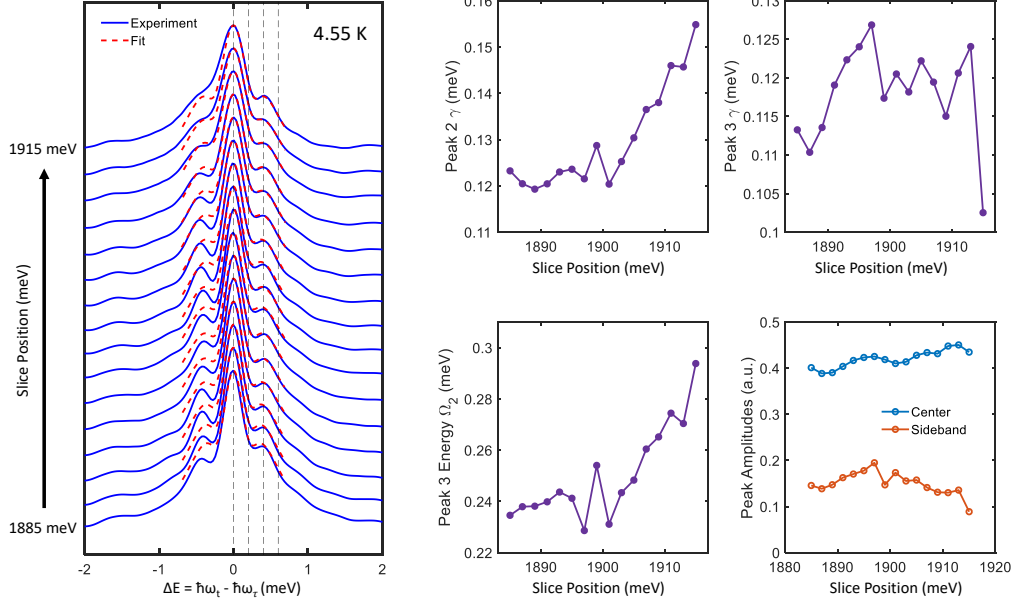 Experiment
Fit
4.55 K
1915 meV
Slice Position (meV)
1885 meV
-2
-1
0
1
2
ΔE = ħω_t - ħω_τ (meV)
0.16
0.15
0.14
0.13
0.12
0.11
Peak 2 γ (meV)
1890
1900
1910
Slice Position (meV)
0.125
0.12
0.115
0.11
0.105
0.1
Peak 3 γ (meV)
1890
1900
1910
Slice Position (meV)
0.3
0.28
0.26
0.24
0.22
Peak 3 Energy Ω_2 (meV)
1890
1900
1910
Slice Position (meV)
0.5
0.4
0.3
0.2
0.1
0
Peak Amplitudes (a.u.)
Center
Sideband
1880
1890
1900
1910
1920
Slice Position (meV)